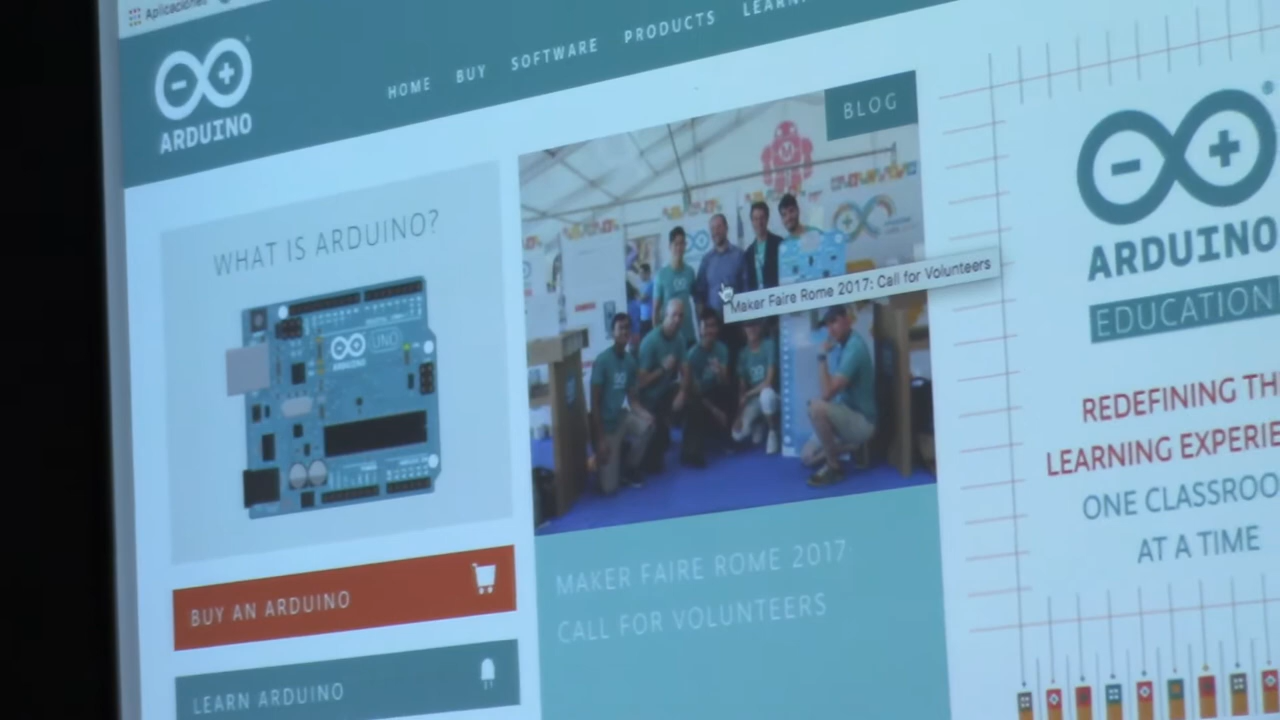 Aplicaciones
ARDUINO
HOME BUY SOFTWARE PRODUCTS
WHAT IS ARDUINO?
UNO
BUY AN ARDUINO
LEARN ARDUINO
BLOG
Maker Faire Rome 2017: Call for Volunteers
MAKER FAIRE ROME 2017
CALL FOR VOLUNTEERS
ARDUINO
EDUCATION
REDEFINING TH
LEARNING EXPERIE
ONE CLASSROO
AT A TIME